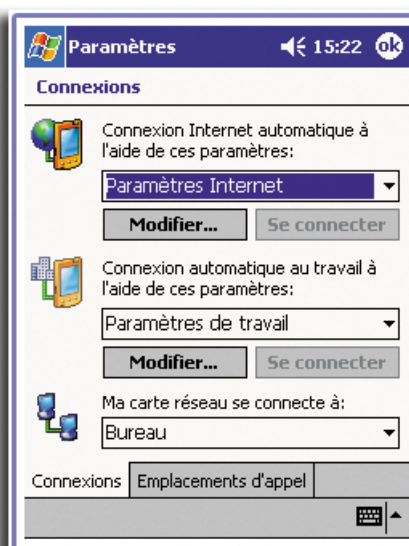 Paramètres 15:22 ok
Connexions
Connexion Internet automatique à
l'aide de ces paramètres:
Paramètres Internet
Modifier... Se connecter
Connexion automatique au travail à
l'aide de ces paramètres:
Paramètres de travail
Modifier... Se connecter
Ma carte réseau se connecte à:
Bureau
Connexions Emplacements d'appel